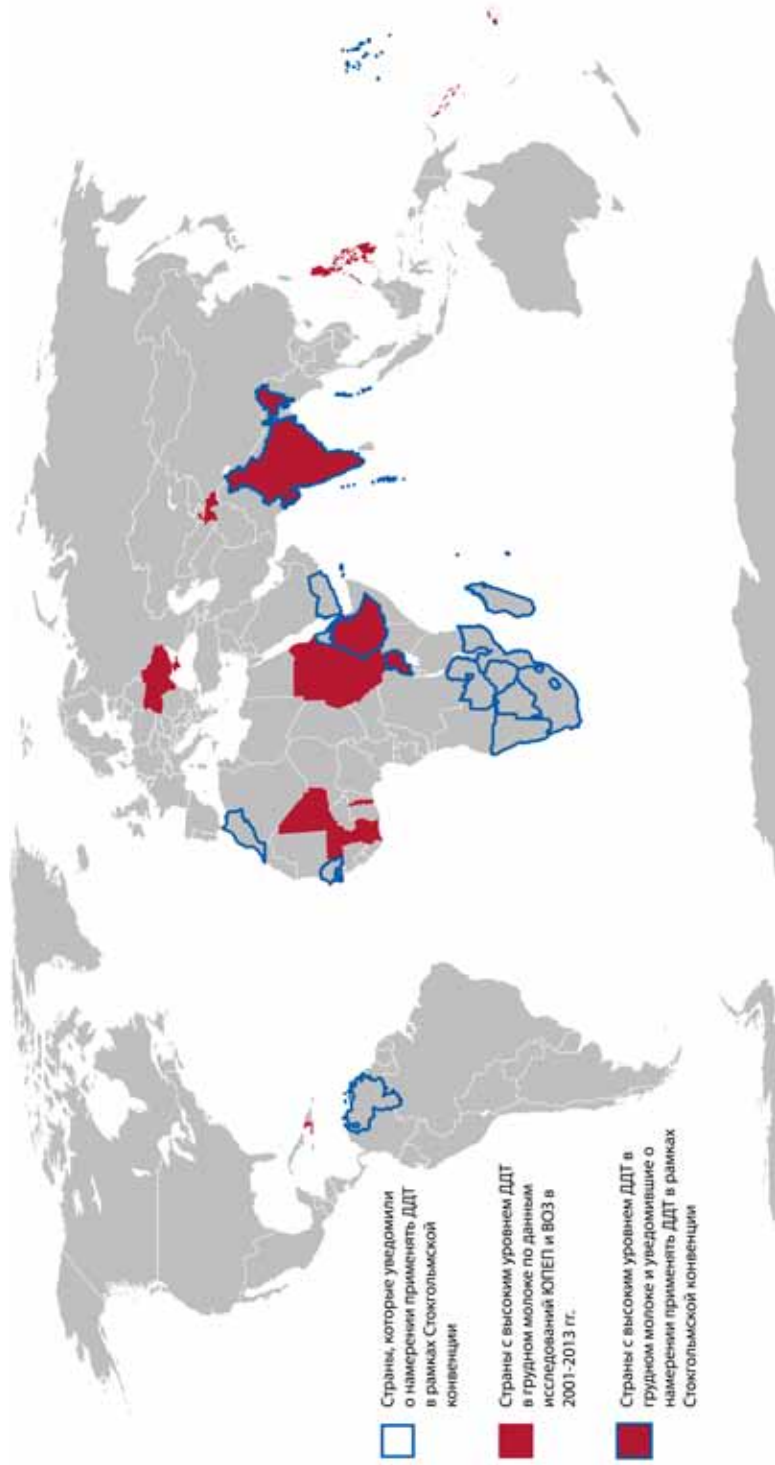 Страны, которые уведомили
о намерении применять ДДТ
в рамках Стокгольмской
конвенции
Страны с высоким уровнем ДДТ
в грудном молоке по данным
исследований ЮПЕП и ВОЗ в
2001-2013 гг.
Страны с высоким уровнем ДДТ в
грудном молоке и уведомившие о
намерении применять ДДТ в рамках
Стокгольмской конвенции